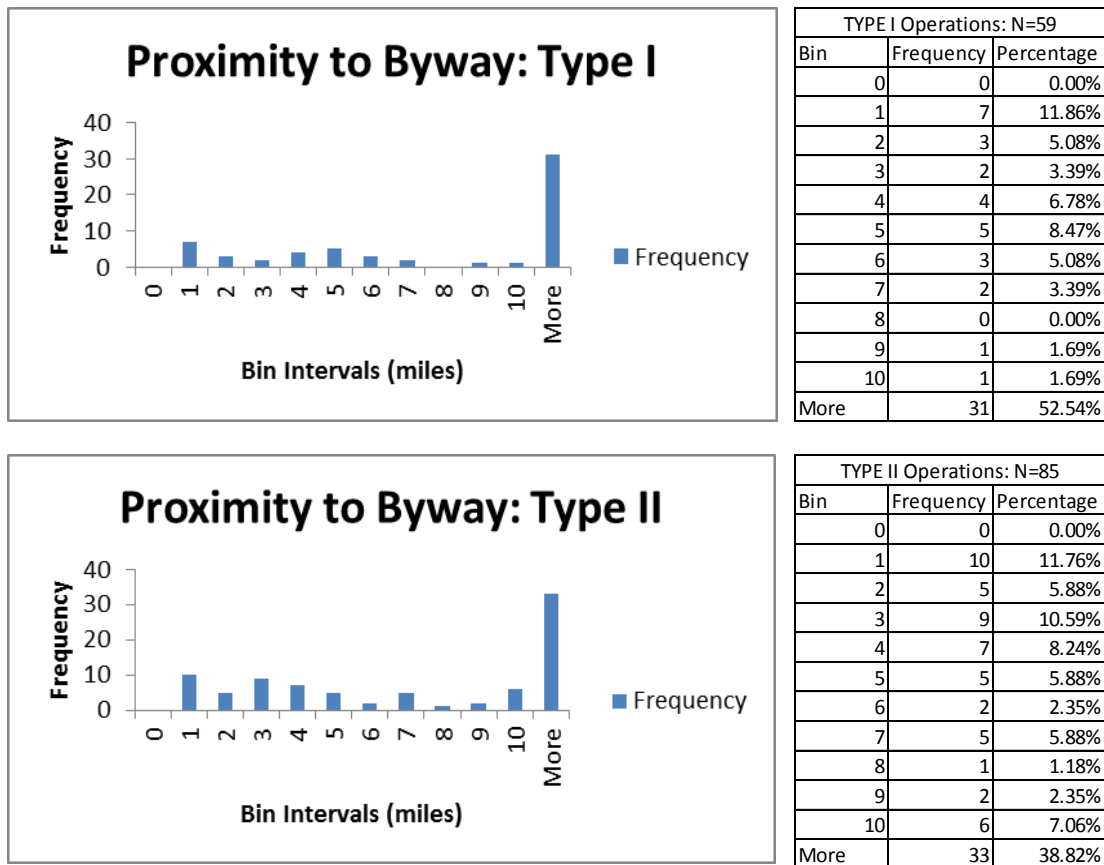 Proximity to Byway: Type I
40
30
20
10
0
Frequency
0 1 2 3 4 5 6 7 8 9 10 More
Bin Intervals (miles)
Frequency
TYPE I Operations: N=59
Bin Frequency Percentage
0 0 0.00%
1 7 11.86%
2 3 5.08%
3 2 3.39%
4 4 6.78%
5 5 8.47%
6 3 5.08%
7 2 3.39%
8 0 0.00%
9 1 1.69%
10 1 1.69%
More 31 52.54%
Proximity to Byway: Type II
40
30
20
10
0
Frequency
0 1 2 3 4 5 6 7 8 9 10 More
Bin Intervals (miles)
Frequency
TYPE II Operations: N=85
Bin Frequency Percentage
0 0 0.00%
1 10 11.76%
2 5 5.88%
3 9 10.59%
4 7 8.24%
5 5 5.88%
6 2 2.35%
7 5 5.88%
8 1 1.18%
9 2 2.35%
10 6 7.06%
More 33 38.82%